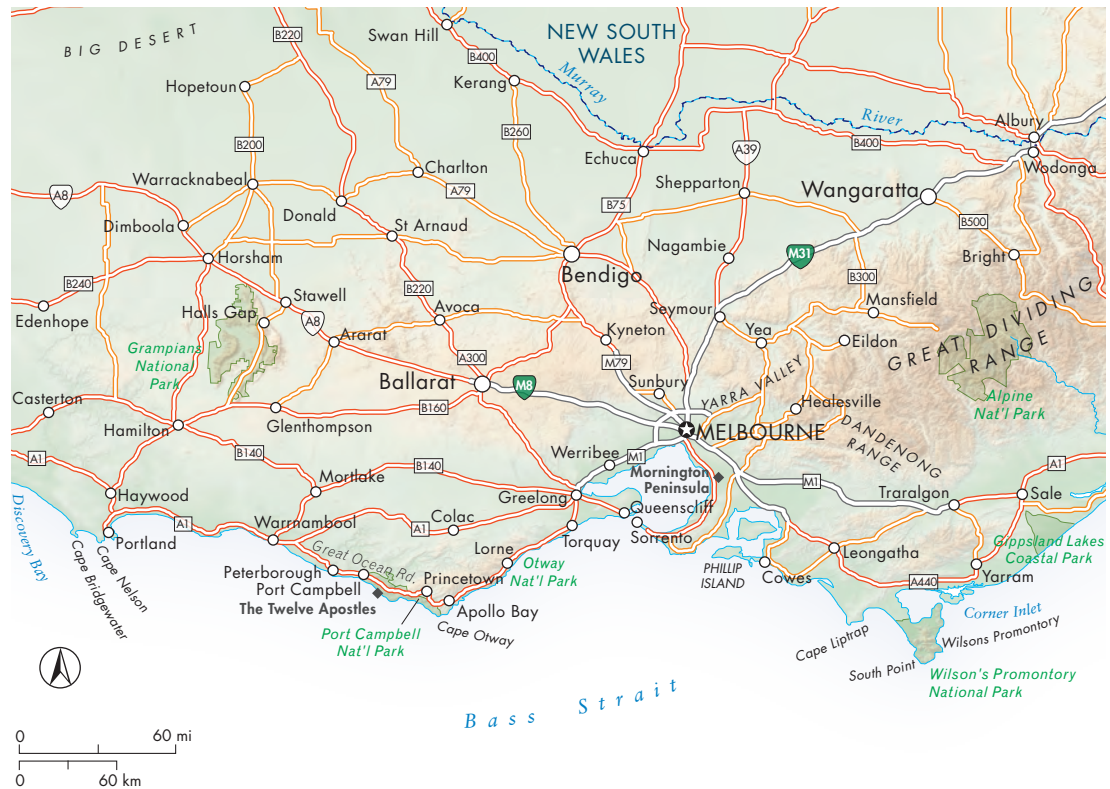 BIG DESERT
B220
Swan Hill
NEW SOUTH
WALES
B400
A79
Kerang
Hopetoun
Murray
River
Albury
B260
B200
Echuca
A39
B400
Charlton
Wodonga
Warracknabeal
A79
Shepparton
Wangaratta
A8
Donald
B75
Dimboola
St Arnaud
B500
Nagambie
M31
Horsham
Bendigo
Bright
B240
B220
B300
Edenhope
Stawell
Mansfield
Halls Gap
A8
Avoca
Seymour
Ararat
Kyneton
Yea
Eildon
GREAT DIVIDING
RANGE
Grampians
National
Park
A300
M79
Ballarat
M8
Sunbury
YARRA VALLEY
Casterton
B160
Healesville
Alpine
Nat'l Park
Hamilton
Glenthompson
MELBOURNE
DANDENONG
RANGE
A1
B140
B140
Werribee
M1
Mornington
Peninsula
M1
A1
Mortlake
Haywood
Greelong
Traralgon
Sale
Discovery Bay
A1
Warrnambool
A1
Colac
Queenscliff
Portland
Torquay
Sorrento
Gippsland Lakes
Coastal Park
Cape Nelson
Cape Bridgewater
Great Ocean Rd.
Lorne
Otway
Nat'l Park
PHILLIP
ISLAND
Leongatha
Peterborough
Port Campbell
Princetown
Cowes
A440
Yarram
The Twelve Apostles
Apollo Bay
Corner Inlet
Port Campbell
Nat'l Park
Cape Otway
Cape Liptrap
Wilsons Promontory
South Point
Wilson's Promontory
National Park
Bass Strait
0 60 mi
0 60 km